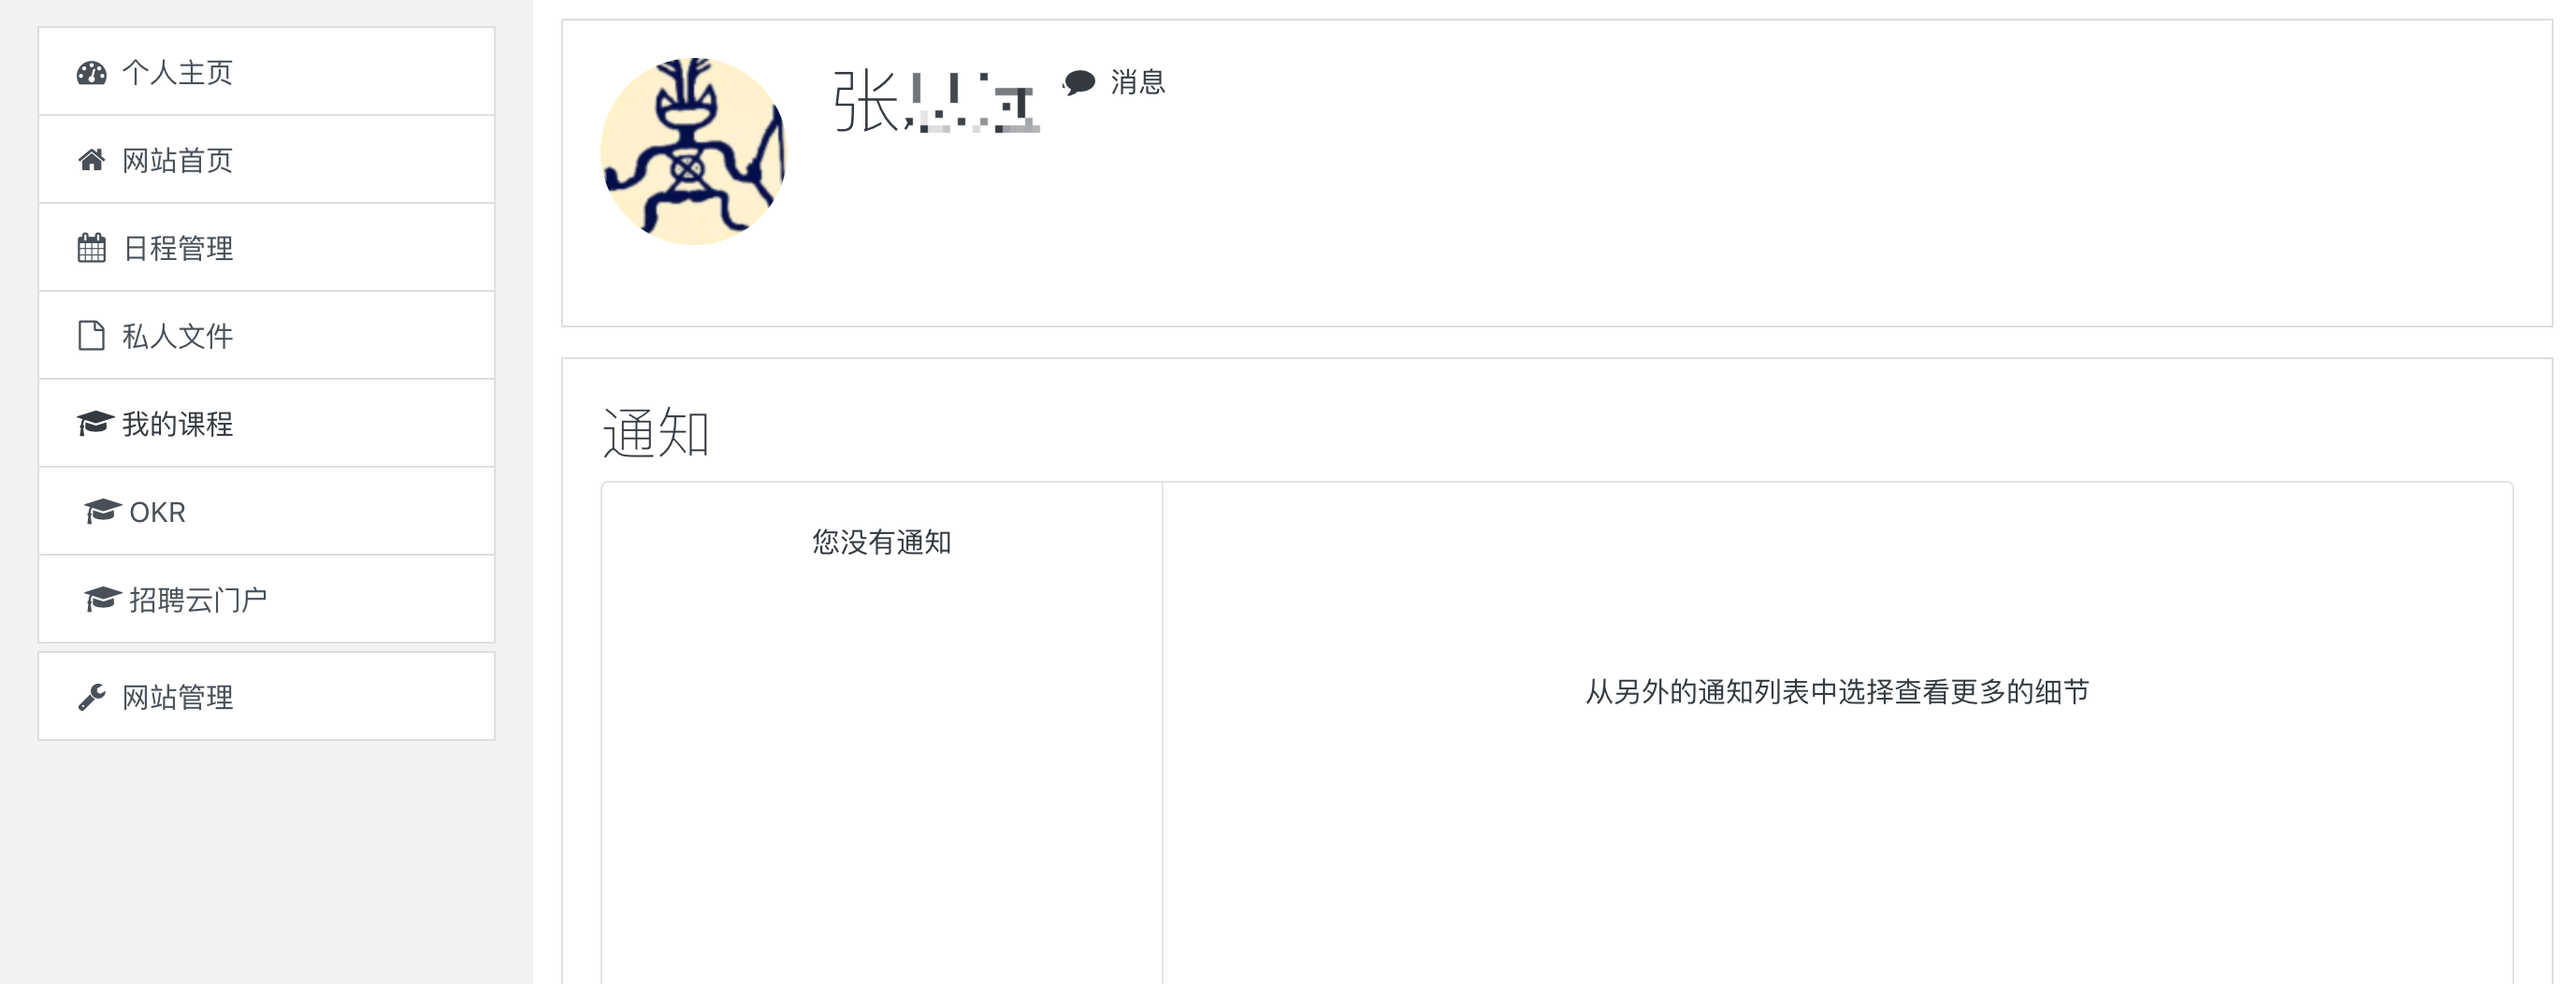 个人主页
网站首页
日程管理
私人文件
我的课程
OKR
招聘云门户
网站管理
张
消息
通知
您没有通知
从另外的通知列表中选择查看更多的细节